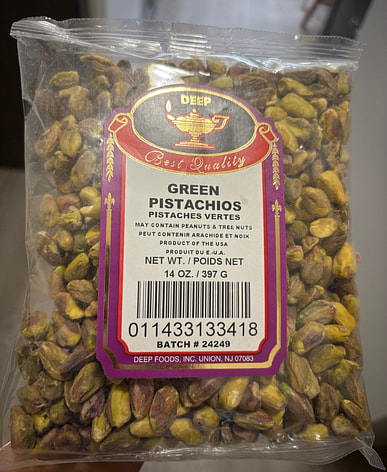 DEEP
Best Quality
GREEN
PISTACHIOS
PISTACHES VERTES
MAY CONTAIN PEANUTS & TREE NUTS
PEUT CONTENIR ARACHIDE ET NOIX
PRODUCT OF THE USA
PRODUIT DU E.-U.A.
NET WT. / POIDS NET
14 OZ. / 397 G
011433133418
BATCH # 24249
DEEP FOODS, INC. UNION, NJ 07083